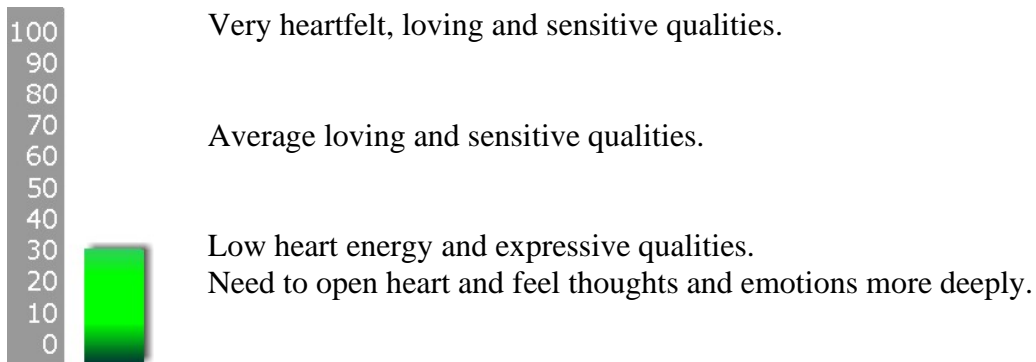 100
Very heartfelt, loving and sensitive qualities.
90
80
70
Average loving and sensitive qualities.
60
50
40
30
Low heart energy and expressive qualities.
20
Need to open heart and feel thoughts and emotions more deeply.
10
0